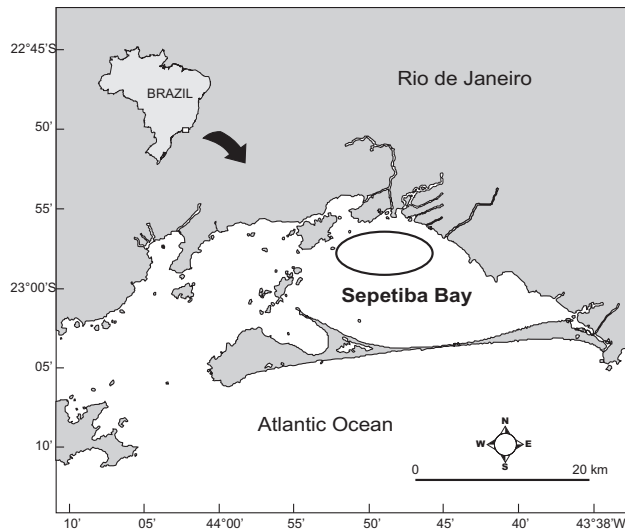 22°45'S
Rio de Janeiro
BRAZIL
50'
55'
23°00'S
Sepetiba Bay
05'
Atlantic Ocean
N
W E
S
10'
0 20 km
10' 05' 44°00' 55' 50' 45' 40' 43°38'W